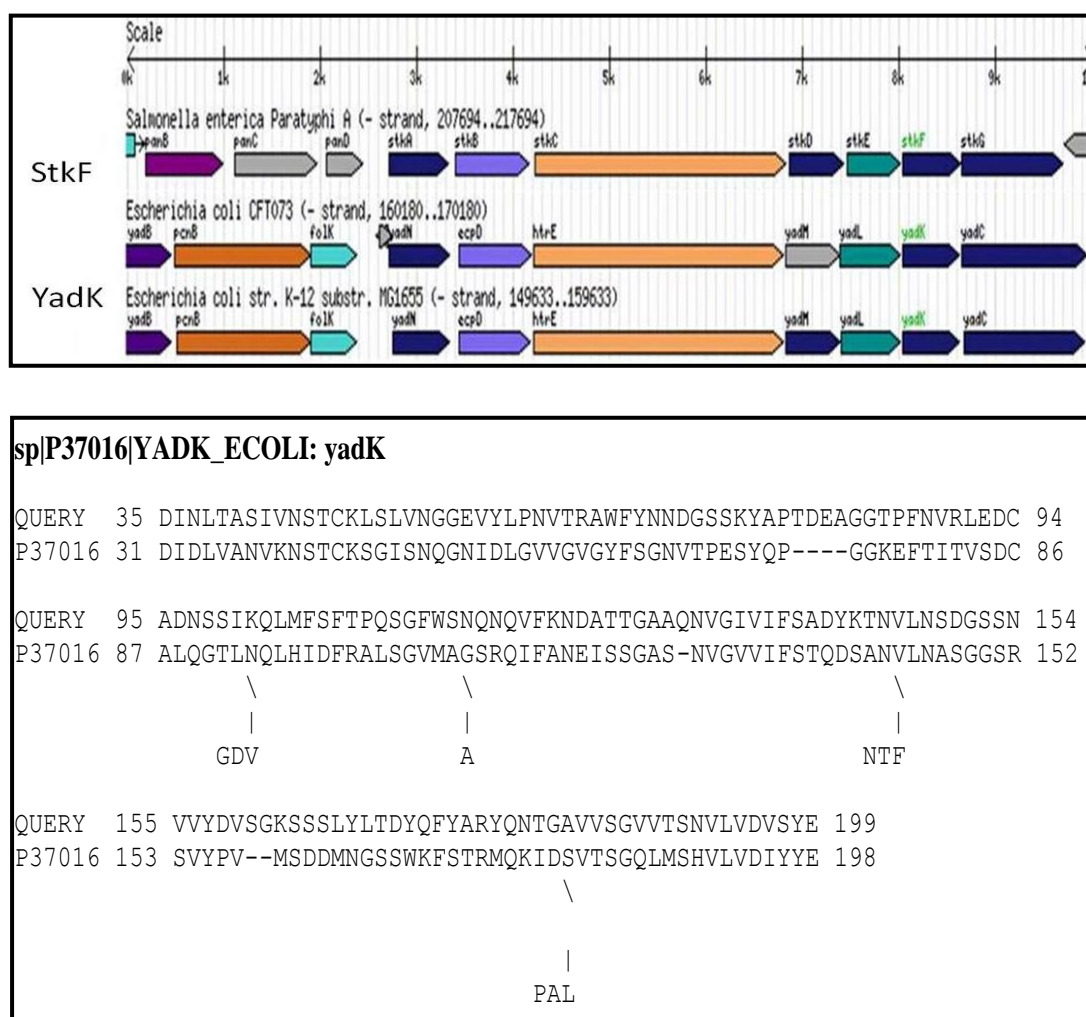 Scale
0k 1k 2k 3k 4k 5k 6k 7k 8k 9k 1
Salmonella enterica Paratyphi A (- strand, 207694..217694)
panB panC panD stkA stkB stkC stkD stkE stkF stkG
StkF
Escherichia coli CFT073 (- strand, 160180..170180)
yadB pcnB folK yadN ecpD htrE yadM yadL yadK yadC
YadK
Escherichia coli str. K-12 substr. MG1655 (- strand, 149633..159633)
yadB pcnB folK yadN ecpD htrE yadM yadL yadK yadC
sp|P37016|YADK_ECOLI: yadK
QUERY 35 DINLTASIVNSTCKLSLVNGGEVYLPNVTRAWFYNNDGSSKYAPTDEAGGTPFNVRLEDC 94
P37016 31 DIDLVANVKNSTCKSGISNQGNIDLGVVGVGYFSGNVTPESYQP----GGKEFTITVSDC 86
QUERY 95 ADNSSIKQLMFSFTPQSGFWSNQNQVFKNDATTGAAQNVGIVIFSADYKTNVLNSDGSSN 154
P37016 87 ALQGTLNQLHIDFRALSGVMAGSRQIFANEISSGAS-NVGVVIFSTQDSANVLNASGGSR 152
\ \ \
| | |
GDV A NTF
QUERY 155 VVYDVSGKSSSLYLTDYQFYARYQNTGAVVSGVVTSNVLVDVSYE 199
P37016 153 SVYPV--MSDDMNGSSWKFSTRMQKIDSVTSGQLMSHVLVDIYYE 198
\
|
PAL